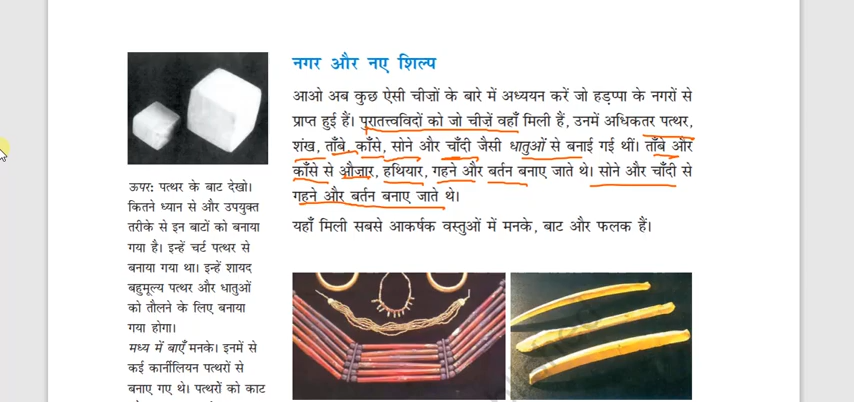 नगर और नए शिल्प
आओ अब कुछ ऐसी चीज़ों के बारे में अध्ययन करें जो हड़प्पा के नगरों से
प्राप्त हुई हैं। पुरातत्त्वविदों को जो चीज़ें वहाँ मिली हैं, उनमें अधिकतर पत्थर,
शंख, ताँबे, काँसे, सोने और चाँदी जैसी धातुओं से बनाई गई थीं। ताँबे और
काँसे से औज़ार, हथियार, गहने और बर्तन बनाए जाते थे। सोने और चाँदी से
गहने और बर्तन बनाए जाते थे।
यहाँ मिली सबसे आकर्षक वस्तुओं में मनके, बाट और फलक हैं।
ऊपर: पत्थर के बाट देखो।
कितने ध्यान से और उपयुक्त
तरीके से इन बाटों को बनाया
गया है। इन्हें चर्ट पत्थर से
बनाया गया था। इन्हें शायद
बहुमूल्य पत्थर और धातुओं
को तौलने के लिए बनाया
गया होगा।
मध्य में बाएँ मनके। इनमें से
कई कार्नीलियन पत्थरों से
बनाए गए थे। पत्थरों को काट